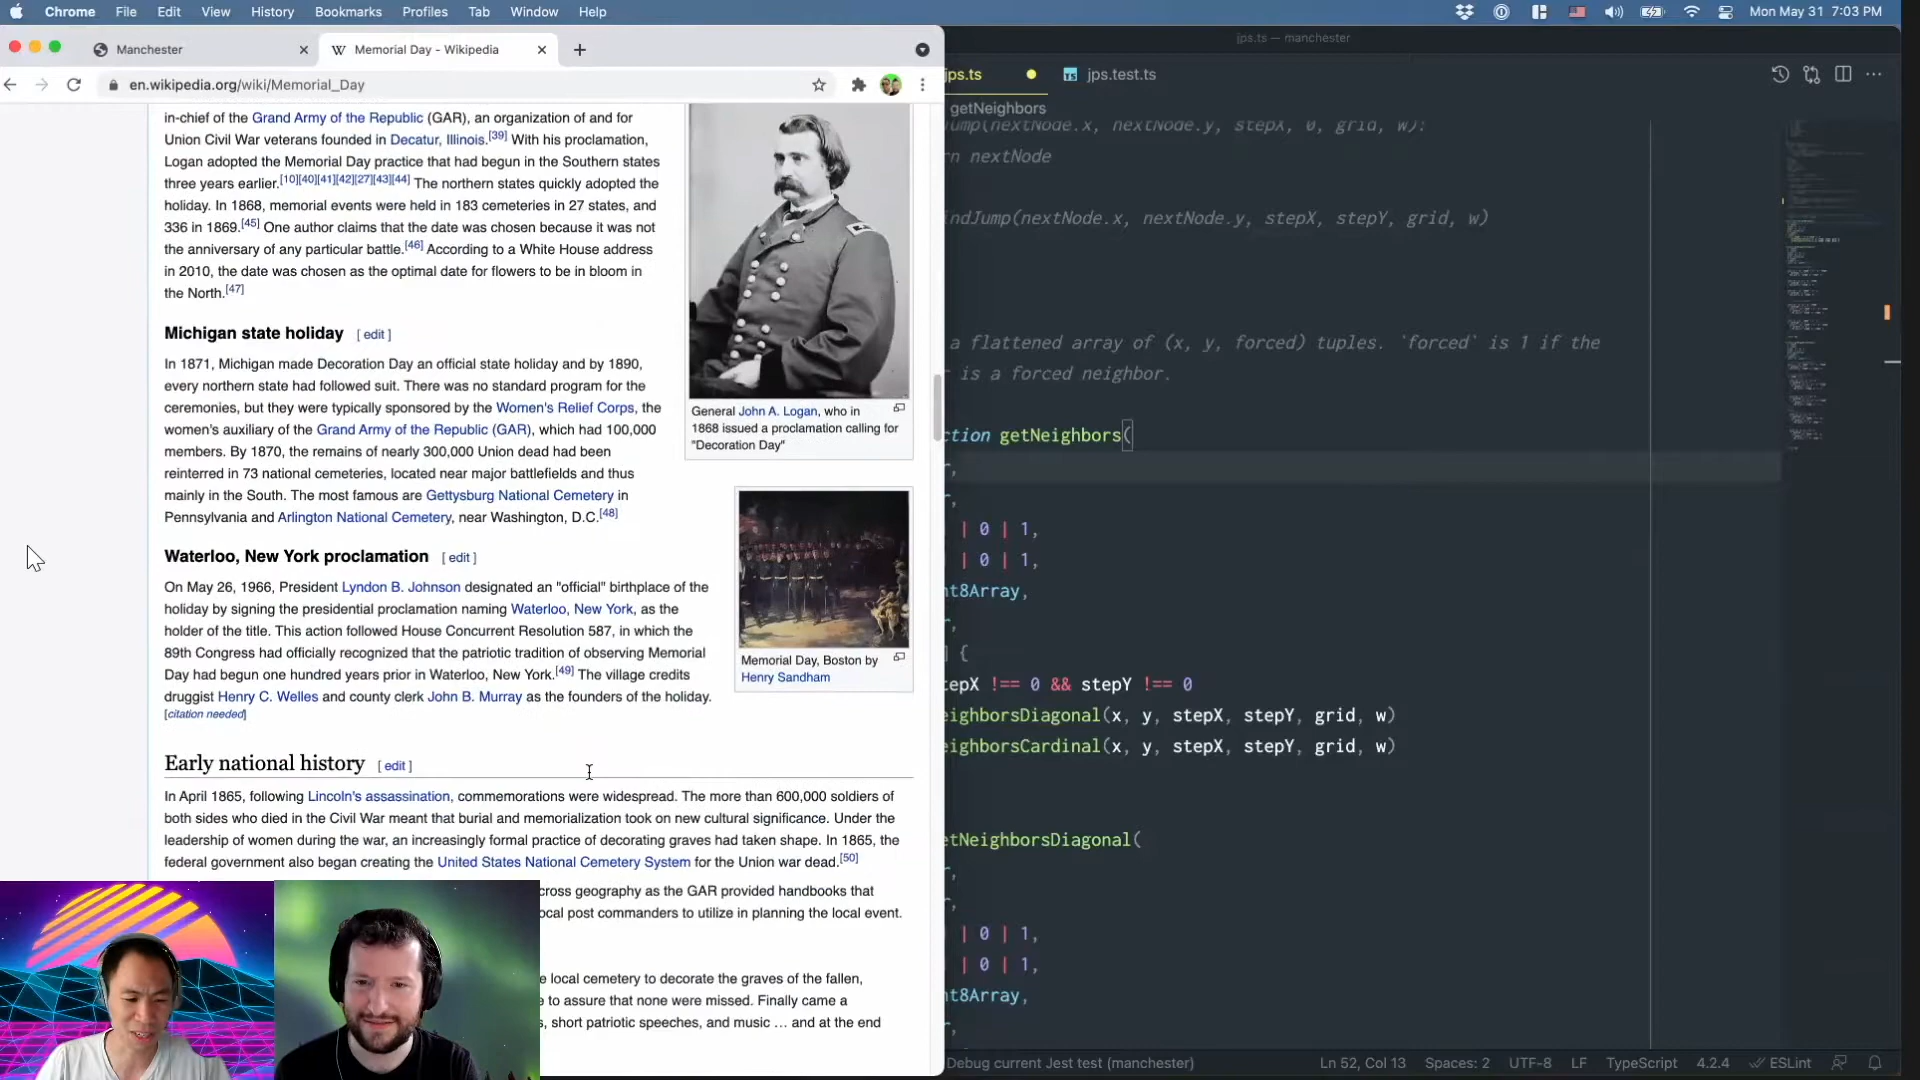 Chrome File Edit View History Bookmarks Profiles Tab Window Help
Mon May 31 7:03 PM
Manchester
Memorial Day - Wikipedia
en.wikipedia.org/wiki/Memorial_Day
in-chief of the Grand Army of the Republic (GAR), an organization of and for
Union Civil War veterans founded in Decatur, Illinois.[39] With his proclamation,
Logan adopted the Memorial Day practice that had begun in the Southern states
three years earlier.[10][40][41][42][27][43][44] The northern states quickly adopted the
holiday. In 1868, memorial events were held in 183 cemeteries in 27 states, and
336 in 1869.[45] One author claims that the date was chosen because it was not
the anniversary of any particular battle.[46] According to a White House address
in 2010, the date was chosen as the optimal date for flowers to be in bloom in
the North.[47]
General John A. Logan, who in
1868 issued a proclamation calling for
"Decoration Day"
Michigan state holiday [ edit ]
In 1871, Michigan made Decoration Day an official state holiday and by 1890,
every northern state had followed suit. There was no standard program for the
ceremonies, but they were typically sponsored by the Women's Relief Corps, the
women's auxiliary of the Grand Army of the Republic (GAR), which had 100,000
members. By 1870, the remains of nearly 300,000 Union dead had been
reinterred in 73 national cemeteries, located near major battlefields and thus
mainly in the South. The most famous are Gettysburg National Cemetery in
Pennsylvania and Arlington National Cemetery, near Washington, D.C.[48]
Waterloo, New York proclamation [ edit ]
On May 26, 1966, President Lyndon B. Johnson designated an "official" birthplace of the
holiday by signing the presidential proclamation naming Waterloo, New York, as the
holder of the title. This action followed House Concurrent Resolution 587, in which the
89th Congress had officially recognized that the patriotic tradition of observing Memorial
Day had begun one hundred years prior in Waterloo, New York.[49] The village credits
druggist Henry C. Welles and county clerk John B. Murray as the founders of the holiday.
[citation needed]
Memorial Day, Boston by
Henry Sandham
Early national history [ edit ]
In April 1865, following Lincoln's assassination, commemorations were widespread. The more than 600,000 soldiers of
both sides who died in the Civil War meant that burial and memorialization took on new cultural significance. Under the
leadership of women during the war, an increasingly formal practice of decorating graves had taken shape. In 1865, the
federal government also began creating the United States National Cemetery System for the Union war dead.[50]
cross geography as the GAR provided handbooks that
ocal post commanders to utilize in planning the local event.
e local cemetery to decorate the graves of the fallen,
e to assure that none were missed. Finally came a
s, short patriotic speeches, and music … and at the end
jps.ts — manchester
jps.ts
TS jps.test.ts
getNeighbors
Jump(nextNode.x, nextNode.y, stepX, 0, grid, w):
n nextNode
indJump(nextNode.x, nextNode.y, stepX, stepY, grid, w)
a flattened array of (x, y, forced) tuples. `forced` is 1 if the
is a forced neighbor.
ction getNeighbors(
r,
r,
| 0 | 1,
| 0 | 1,
nt8Array,
r,
] {
tepX !== 0 && stepY !== 0
eighborsDiagonal(x, y, stepX, stepY, grid, w)
eighborsCardinal(x, y, stepX, stepY, grid, w)
etNeighborsDiagonal(
r,
r,
| 0 | 1,
| 0 | 1,
nt8Array,
r,
Debug current Jest test (manchester)
Ln 52, Col 13 Spaces: 2 UTF-8 LF TypeScript 4.2.4 ESLint